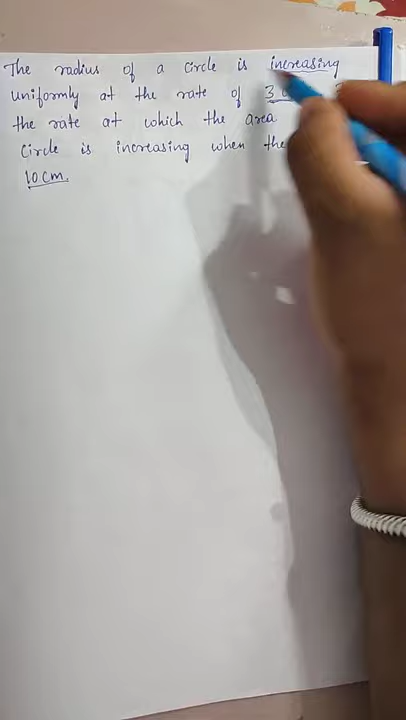 The radius of a circle is increasing
uniformly at the rate of 3
the rate at which the area
Circle is increasing when the
10 cm.